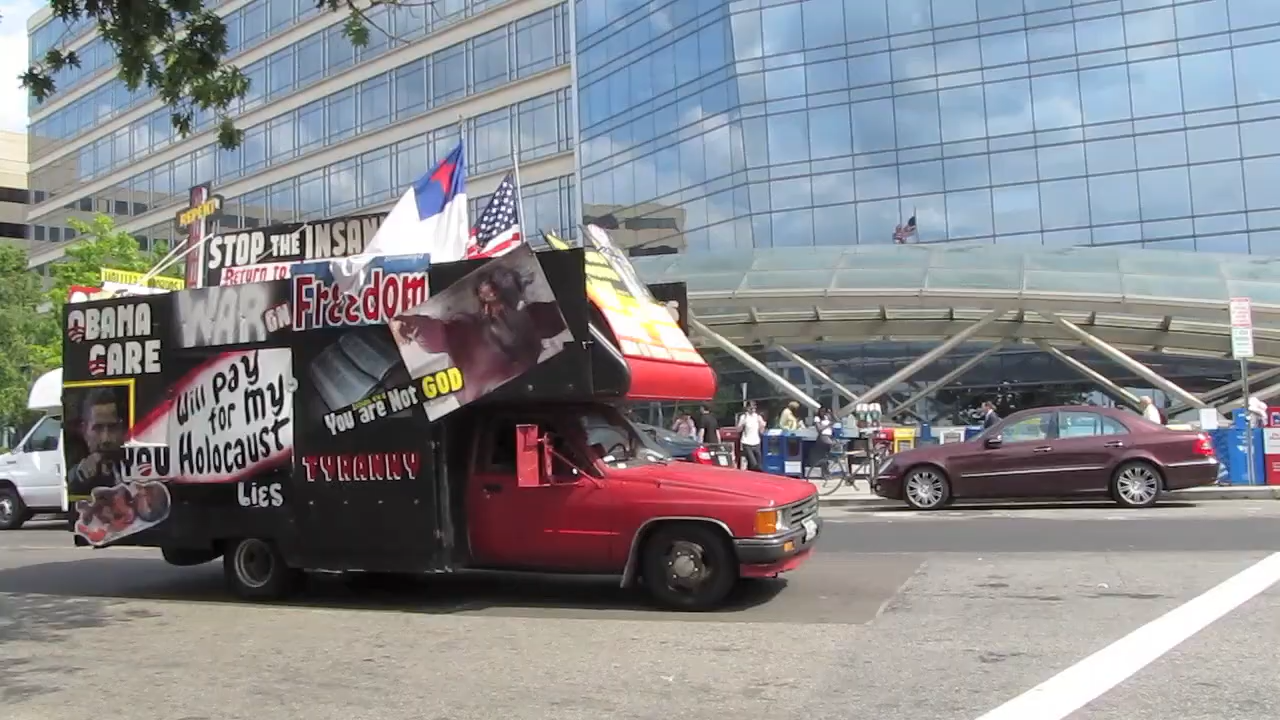 REPENT
STOP THE INSAN
RETURN TO
OBAMA
CARE
WAR ON Freedom
Will pay
for my
YOU Holocaust
Lies
You are Not GOD
TYRANNY